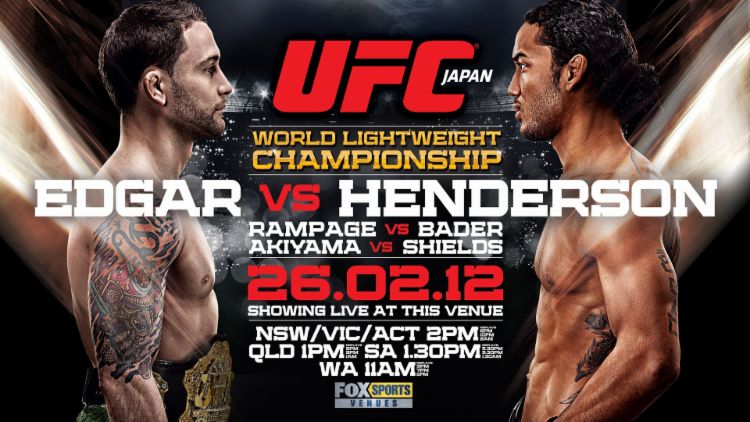 UFC
JAPAN
WORLD LIGHTWEIGHT
CHAMPIONSHIP
EDGAR VS HENDERSON
RAMPAGE VS BADER
AKIYAMA VS SHIELDS
26.02.12
SHOWING LIVE AT THIS VENUE
NSW/VIC/ACT 2PM
QLD 1PM SA 1.30PM
WA 11AM
FOX SPORTS
VENUES